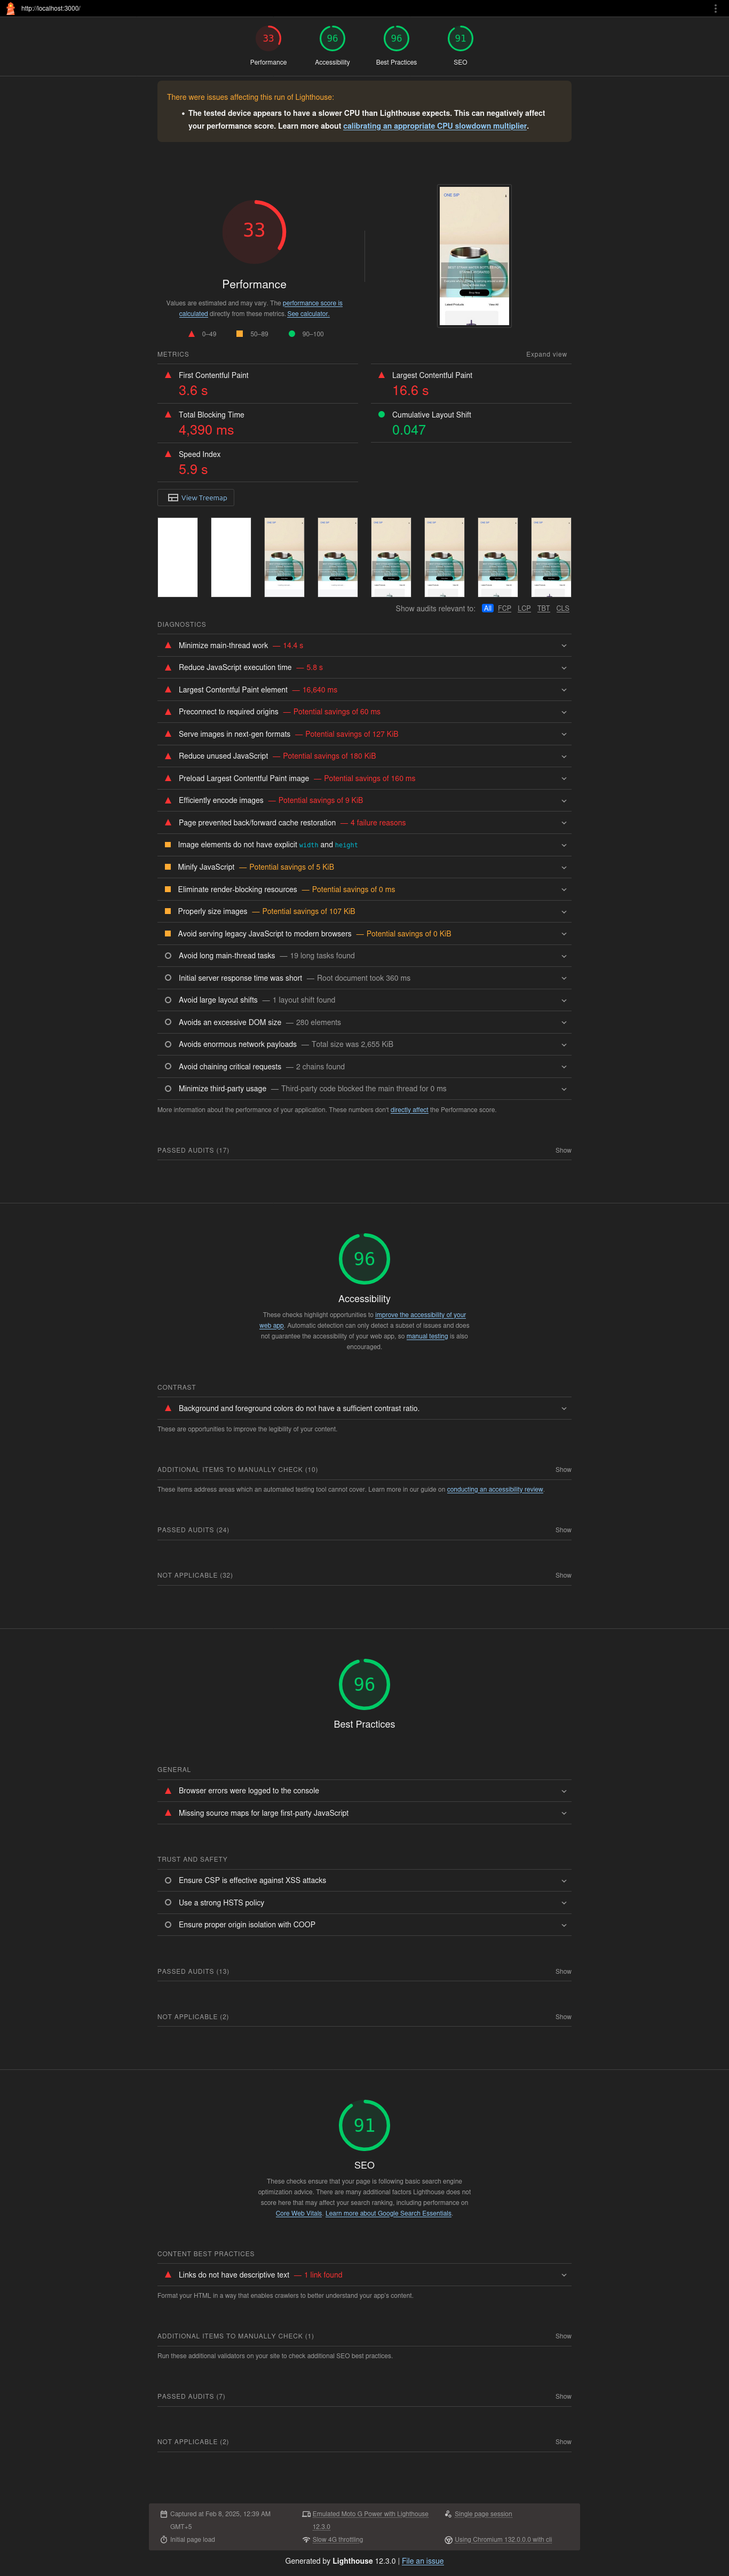 http://localhost:3000/
33
96
96
91
Performance
Accessibility
Best Practices
SEO
There were issues affecting this run of Lighthouse:
The tested device appears to have a slower CPU than Lighthouse expects. This can negatively affect
your performance score. Learn more about calibrating an appropriate CPU slowdown multiplier.
33
Performance
Values are estimated and may vary. The performance score is
calculated directly from these metrics. See calculator.
0–49
50–89
90–100
ONE SIP
METRICS
Expand view
First Contentful Paint
3.6 s
Largest Contentful Paint
16.6 s
Total Blocking Time
4,390 ms
Cumulative Layout Shift
0.047
Speed Index
5.9 s
View Treemap
Show audits relevant to: All FCP LCP TBT CLS
DIAGNOSTICS
Minimize main-thread work — 14.4 s
Reduce JavaScript execution time — 5.8 s
Largest Contentful Paint element — 16,640 ms
Preconnect to required origins — Potential savings of 60 ms
Serve images in next-gen formats — Potential savings of 127 KiB
Reduce unused JavaScript — Potential savings of 180 KiB
Preload Largest Contentful Paint image — Potential savings of 160 ms
Efficiently encode images — Potential savings of 9 KiB
Page prevented back/forward cache restoration — 4 failure reasons
Image elements do not have explicit width and height
Minify JavaScript — Potential savings of 5 KiB
Eliminate render-blocking resources — Potential savings of 0 ms
Properly size images — Potential savings of 107 KiB
Avoid serving legacy JavaScript to modern browsers — Potential savings of 0 KiB
Avoid long main-thread tasks — 19 long tasks found
Initial server response time was short — Root document took 360 ms
Avoid large layout shifts — 1 layout shift found
Avoids an excessive DOM size — 280 elements
Avoids enormous network payloads — Total size was 2,655 KiB
Avoid chaining critical requests — 2 chains found
Minimize third-party usage — Third-party code blocked the main thread for 0 ms
More information about the performance of your application. These numbers don't directly affect the Performance score.
PASSED AUDITS (17)
Show
96
Accessibility
These checks highlight opportunities to improve the accessibility of your
web app. Automatic detection can only detect a subset of issues and does
not guarantee the accessibility of your web app, so manual testing is also
encouraged.
CONTRAST
Background and foreground colors do not have a sufficient contrast ratio.
These are opportunities to improve the legibility of your content.
ADDITIONAL ITEMS TO MANUALLY CHECK (10)
Show
These items address areas which an automated testing tool cannot cover. Learn more in our guide on conducting an accessibility review.
PASSED AUDITS (24)
Show
NOT APPLICABLE (32)
Show
96
Best Practices
GENERAL
Browser errors were logged to the console
Missing source maps for large first-party JavaScript
TRUST AND SAFETY
Ensure CSP is effective against XSS attacks
Use a strong HSTS policy
Ensure proper origin isolation with COOP
PASSED AUDITS (13)
Show
NOT APPLICABLE (2)
Show
91
SEO
These checks ensure that your page is following basic search engine
optimization advice. There are many additional factors Lighthouse does not
score here that may affect your search ranking, including performance on
Core Web Vitals. Learn more about Google Search Essentials.
CONTENT BEST PRACTICES
Links do not have descriptive text — 1 link found
Format your HTML in a way that enables crawlers to better understand your app's content.
ADDITIONAL ITEMS TO MANUALLY CHECK (1)
Show
Run these additional validators on your site to check additional SEO best practices.
PASSED AUDITS (7)
Show
NOT APPLICABLE (2)
Show
Captured at Feb 8, 2025, 12:39 AM
GMT+5
Emulated Moto G Power with Lighthouse
12.3.0
Single page session
Initial page load
Slow 4G throttling
Using Chromium 132.0.0.0 with cli
Generated by Lighthouse 12.3.0 | File an issue